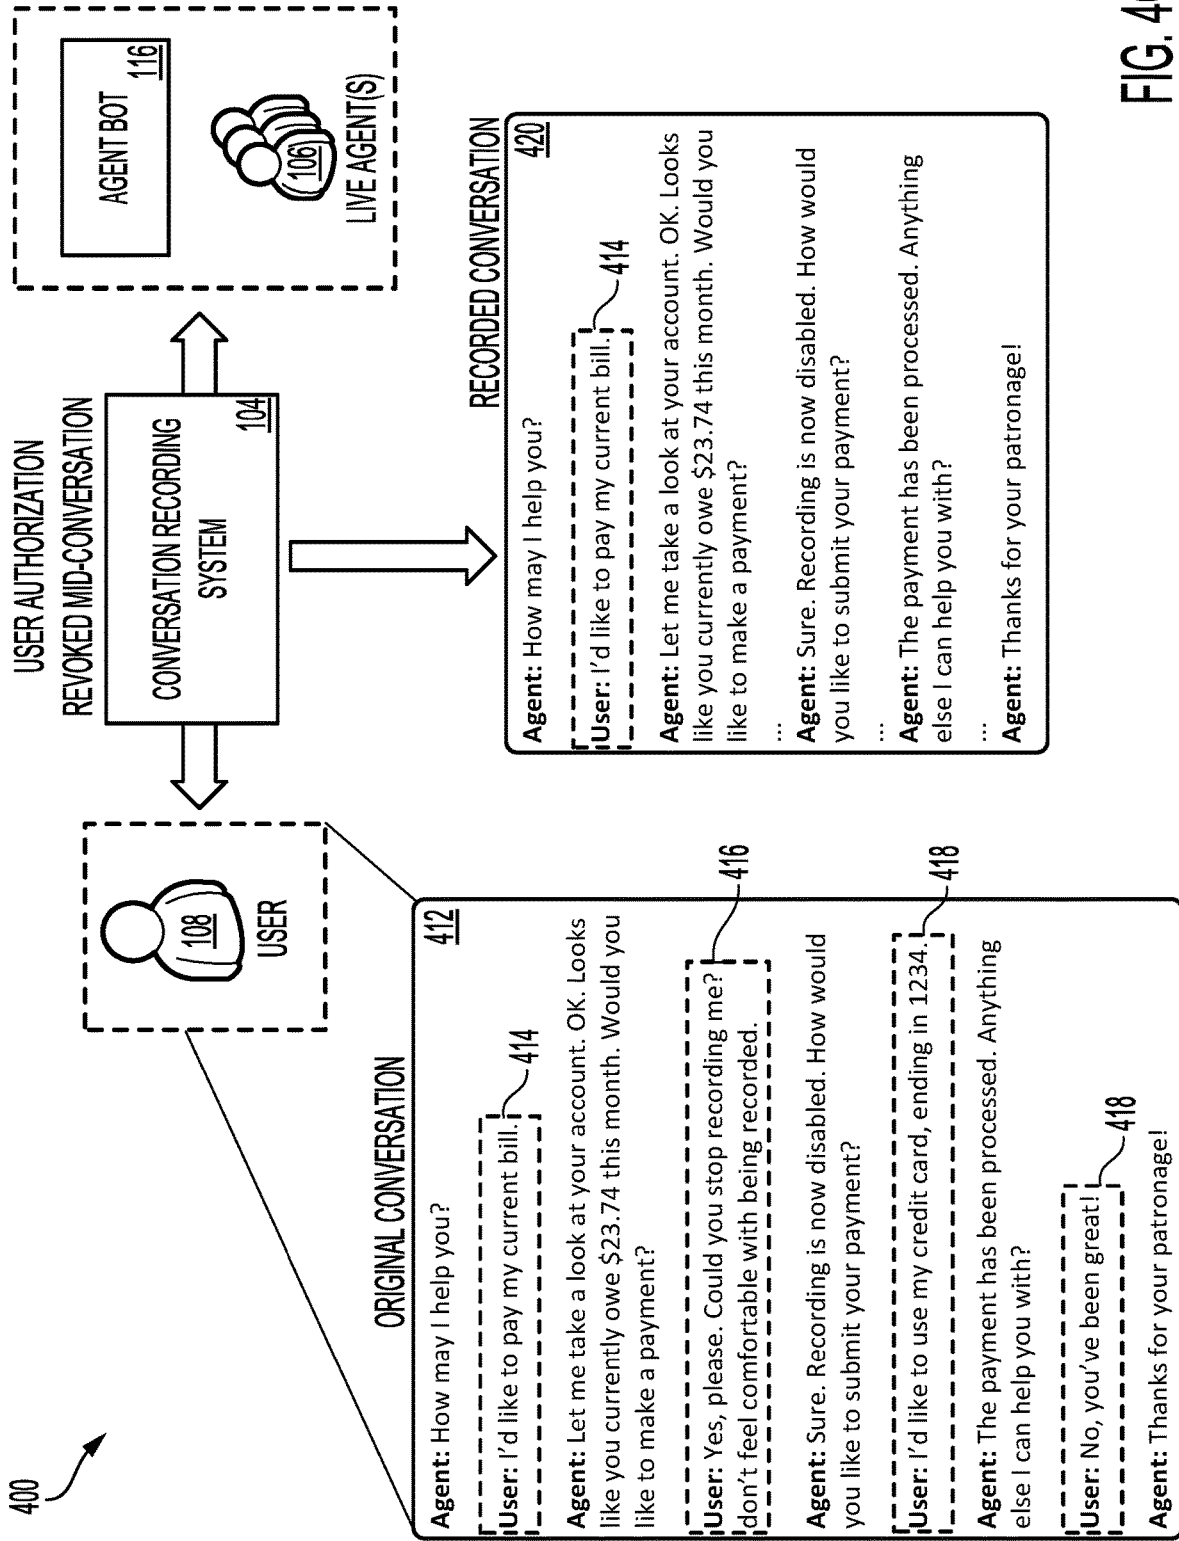 400
USER AUTHORIZATION
REVOKED MID-CONVERSATION
108
USER
CONVERSATION RECORDING
SYSTEM
104
AGENT BOT
116
106
LIVE AGENT(S)
ORIGINAL CONVERSATION
412
Agent: How may I help you?
User: I'd like to pay my current bill.
414
Agent: Let me take a look at your account. OK. Looks
like you currently owe $23.74 this month. Would you
like to make a payment?
User: Yes, please. Could you stop recording me? I
don't feel comfortable with being recorded.
416
Agent: Sure. Recording is now disabled. How would
you like to submit your payment?
User: I'd like to use my credit card, ending in 1234.
418
Agent: The payment has been processed. Anything
else I can help you with?
User: No, you've been great!
418
Agent: Thanks for your patronage!
RECORDED CONVERSATION
420
Agent: How may I help you?
User: I'd like to pay my current bill.
414
Agent: Let me take a look at your account. OK. Looks
like you currently owe $23.74 this month. Would you
like to make a payment?
...
Agent: Sure. Recording is now disabled. How would
you like to submit your payment?
...
Agent: The payment has been processed. Anything
else I can help you with?
...
Agent: Thanks for your patronage!
FIG.